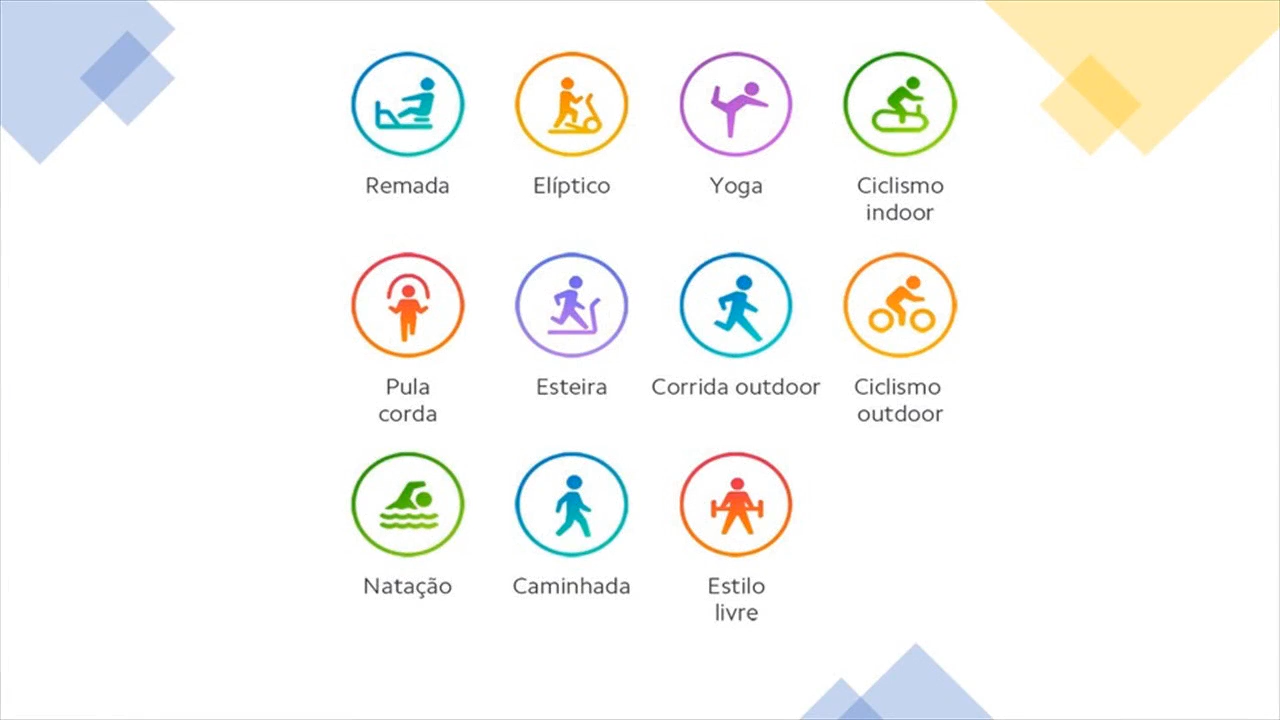 Remada
Elíptico
Yoga
Ciclismo
indoor
Pula
corda
Esteira
Corrida outdoor
Ciclismo
outdoor
Natação
Caminhada
Estilo
livre